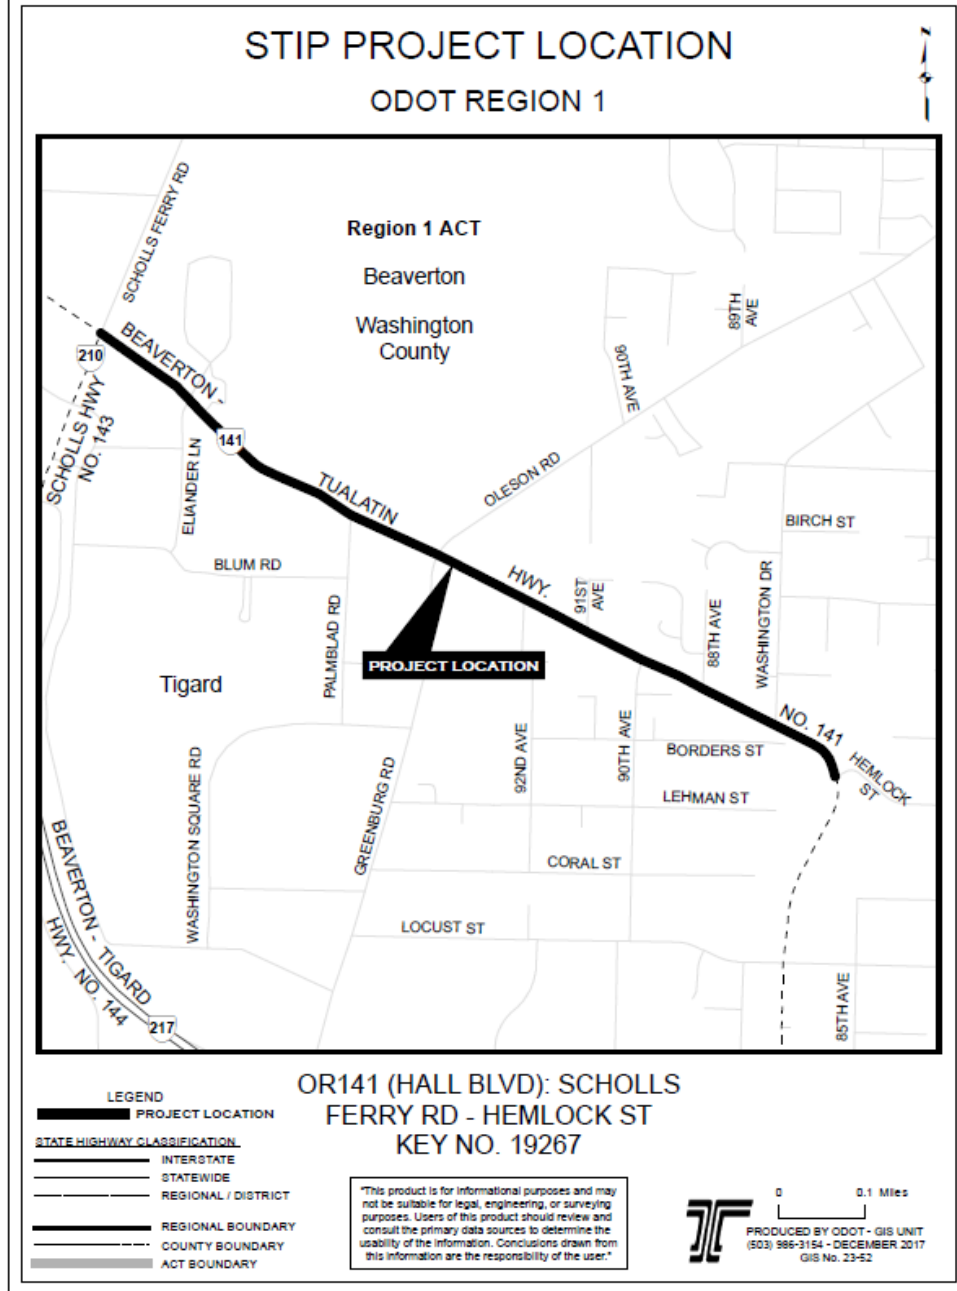 STIP PROJECT LOCATION
ODOT REGION 1
N
SCHOLLS FERRY RD
Region 1 ACT
Beaverton
Washington
County
89TH
AVE
210
BEAVERTON -
90TH AVE
SCHOLLS HWY
NO. 143
141
ELIANDER LN
TUALATIN
OLESON RD
BIRCH ST
BLUM RD
HWY.
91ST
AVE
WASHINGTON DR
88TH AVE
PALMBLAD RD
PROJECT LOCATION
Tigard
NO. 141
92ND AVE
90TH AVE
BORDERS ST
HEMLOCK
ST
WASHINGTON SQUARE RD
GREENBURG RD
LEHMAN ST
CORAL ST
BEAVERTON - TIGARD
HWY. NO. 144
LOCUST ST
217
85TH AVE
OR141 (HALL BLVD): SCHOLLS
FERRY RD - HEMLOCK ST
KEY NO. 19267
LEGEND
PROJECT LOCATION
STATE HIGHWAY CLASSIFICATION
INTERSTATE
STATEWIDE
REGIONAL / DISTRICT
REGIONAL BOUNDARY
COUNTY BOUNDARY
ACT BOUNDARY
"This product is for informational purposes and may
not be suitable for legal, engineering, or surveying
purposes. Users of this product should review and
consult the primary data sources to determine the
usability of the information. Conclusions drawn from
this information are the responsibility of the user."
0 0.1 Miles
PRODUCED BY ODOT - GIS UNIT
(503) 986-3154 - DECEMBER 2017
GIS No. 23-52